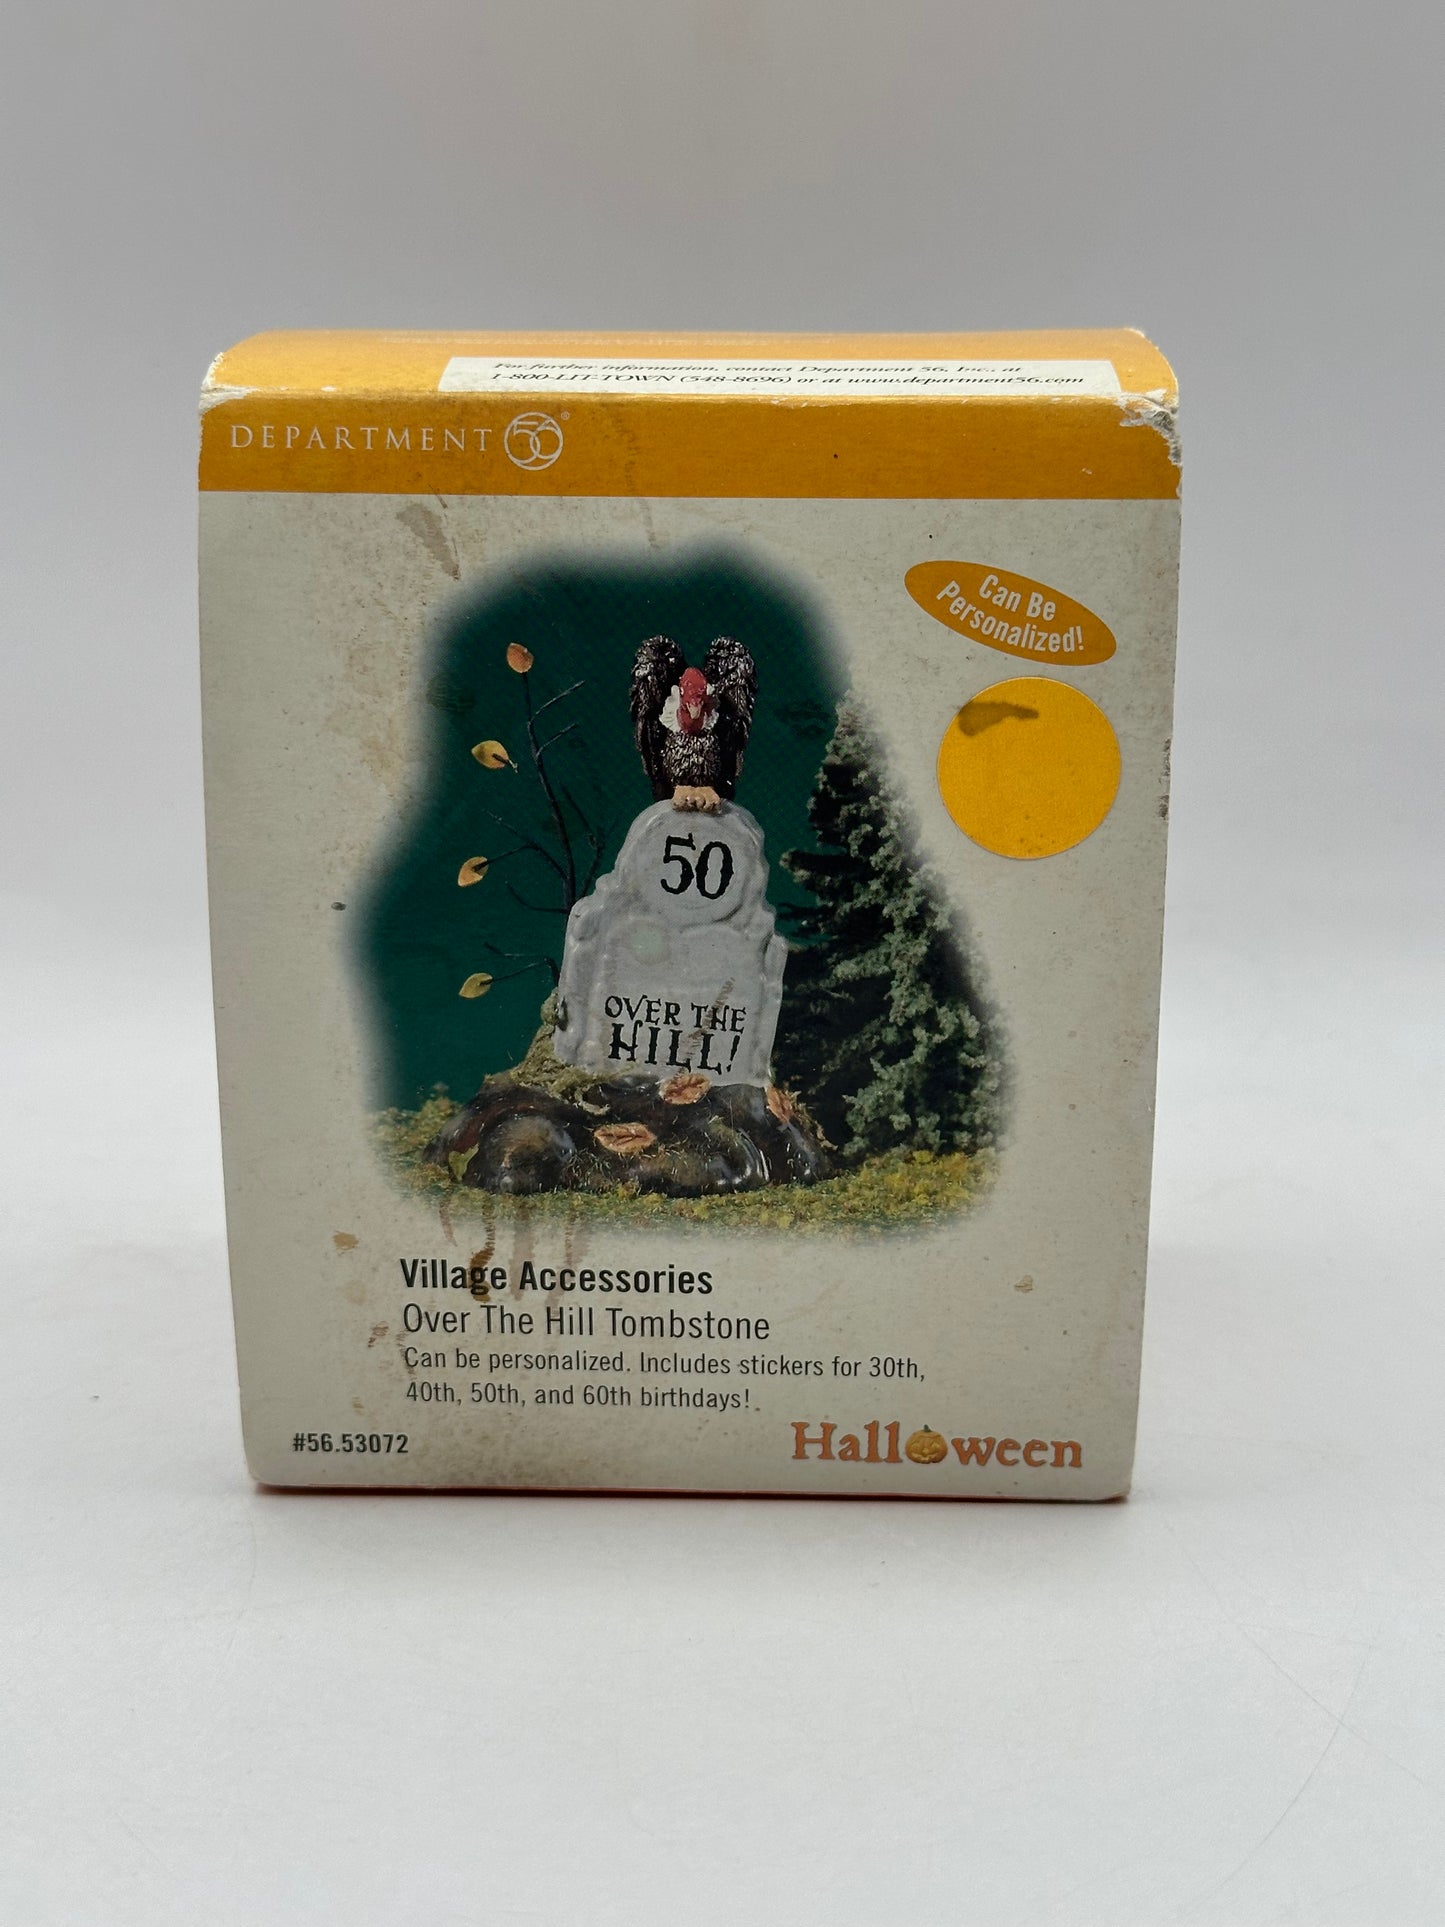 For further information, contact Department 56, Inc., at
1-800-LIT-TOWN (548-8696) or at www.department56.com
DEPARTMENT 56®
Can Be
Personalized!
50
OVER THE
HILL!
Village Accessories
Over The Hill Tombstone
Can be personalized. Includes stickers for 30th,
40th, 50th, and 60th birthdays!
#56.53072
Halloween